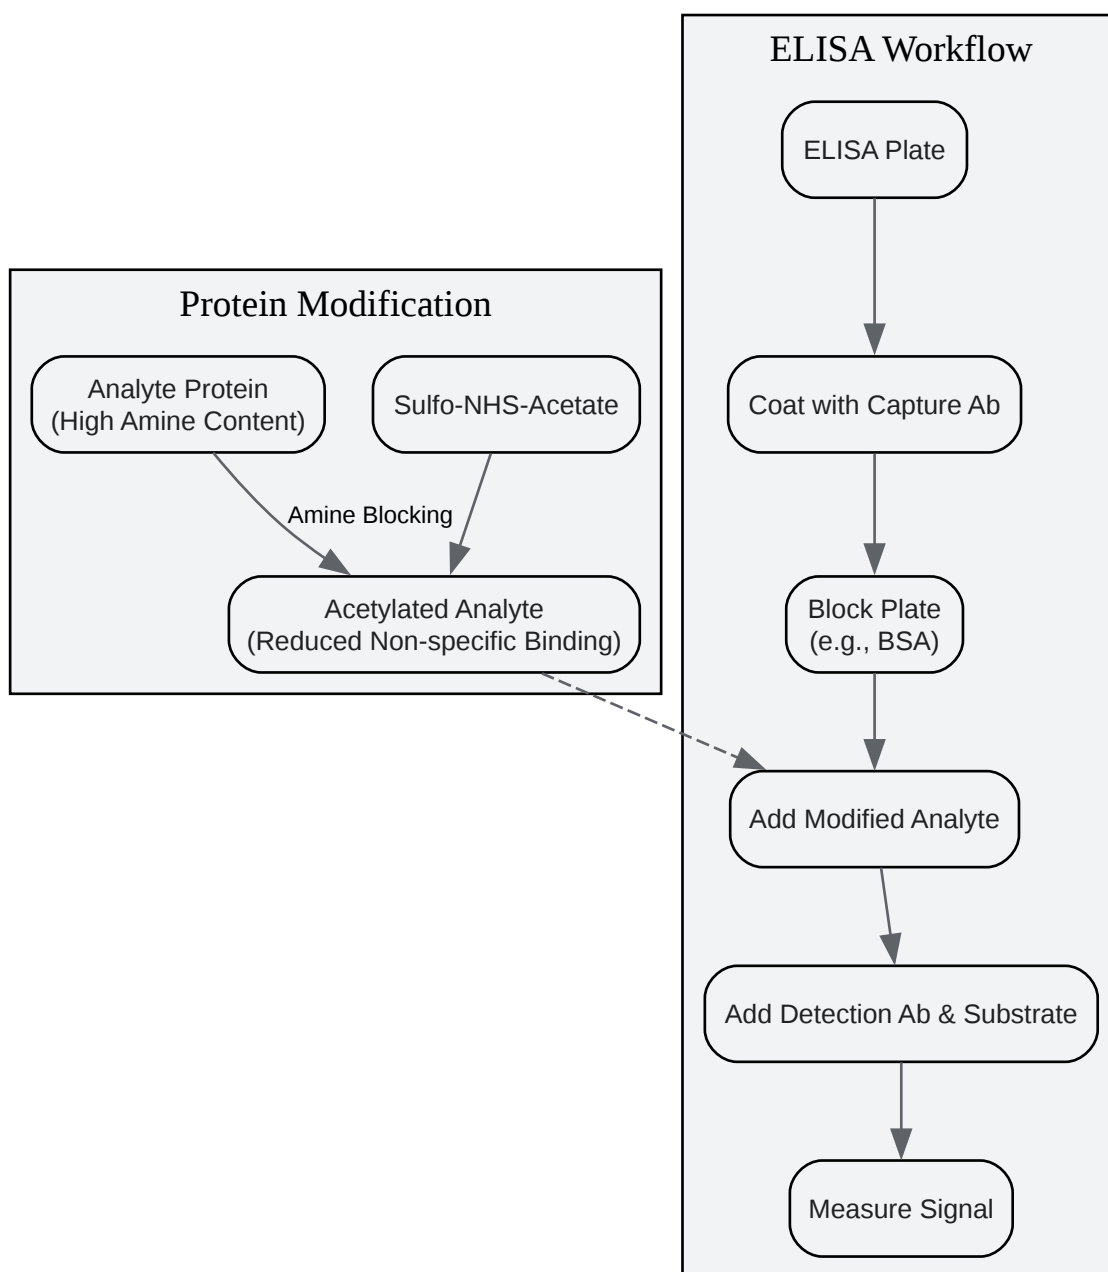 Protein Modification
Analyte Protein
(High Amine Content)
Sulfo-NHS-Acetate
Amine Blocking
Acetylated Analyte
(Reduced Non-specific Binding)
ELISA Workflow
ELISA Plate
Coat with Capture Ab
Block Plate
(e.g., BSA)
Add Modified Analyte
Add Detection Ab & Substrate
Measure Signal